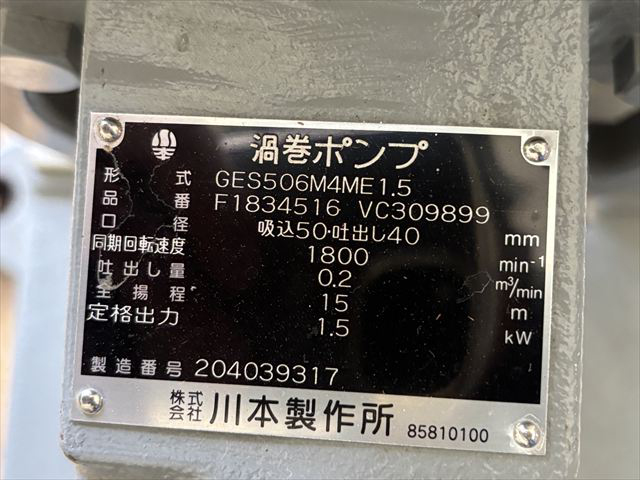 渦巻ポンプ
形式 GES506M4ME1.5
品番 F1834516 VC309899
口径 吸込50·吐出し40 mm
同期回転速度 1800 min⁻¹
吐出し量 0.2 m³/min
全揚程 15 m
定格出力 1.5 kW
製造番号 204039317
株式会社 川本製作所 85810100